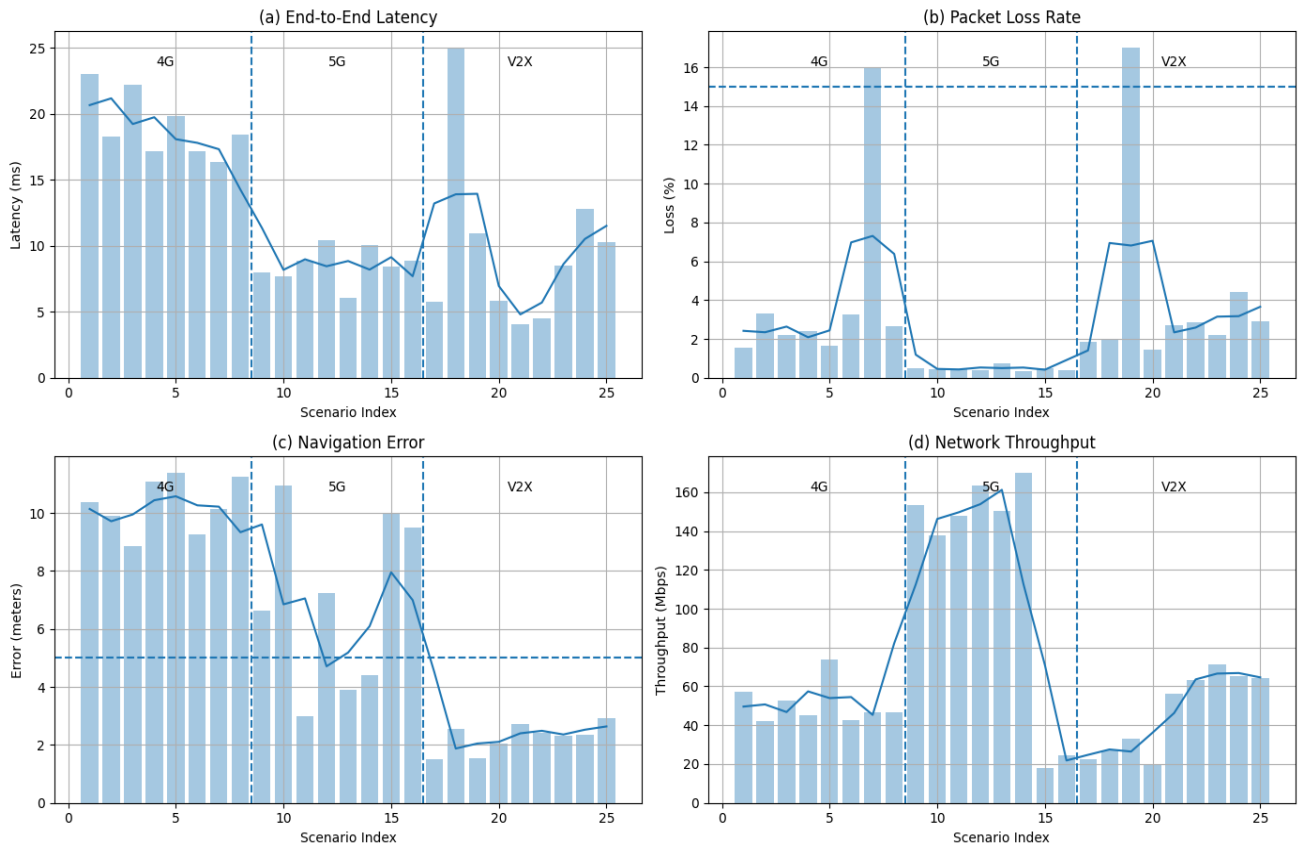 (a) End-to-End Latency
25
20
15
10
5
0
Latency (ms)
4G 5G V2X
0 5 10 15 20 25
Scenario Index
(b) Packet Loss Rate
16
14
12
10
8
6
4
2
0
Loss (%)
4G 5G V2X
0 5 10 15 20 25
Scenario Index
(c) Navigation Error
10
8
6
4
2
0
Error (meters)
4G 5G V2X
0 5 10 15 20 25
Scenario Index
(d) Network Throughput
160
140
120
100
80
60
40
20
0
Throughput (Mbps)
4G 5G V2X
0 5 10 15 20 25
Scenario Index